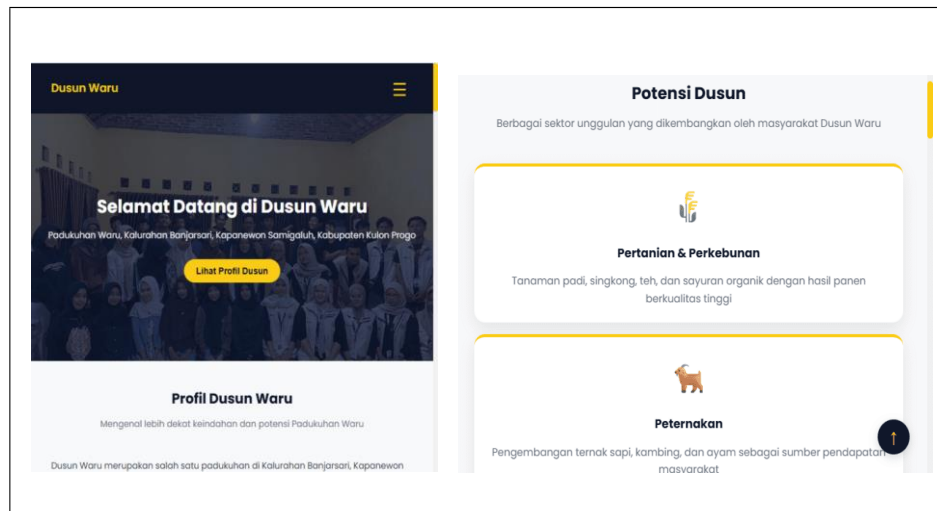 Dusun Waru
Selamat Datang di Dusun Waru
Padukuhan Waru, Kalurahan Banjarsari, Kapanewon Samigaluh, Kabupaten Kulon Progo
Lihat Profil Dusun
Profil Dusun Waru
Mengenal lebih dekat keindahan dan potensi Padukuhan Waru
Dusun Waru merupakan salah satu padukuhan di Kalurahan Banjarsari, Kapanewon
Potensi Dusun
Berbagai sektor unggulan yang dikembangkan oleh masyarakat Dusun Waru
Pertanian & Perkebunan
Tanaman padi, singkong, teh, dan sayuran organik dengan hasil panen
berkualitas tinggi
Peternakan
Pengembangan ternak sapi, kambing, dan ayam sebagai sumber pendapatan
masyarakat
↑